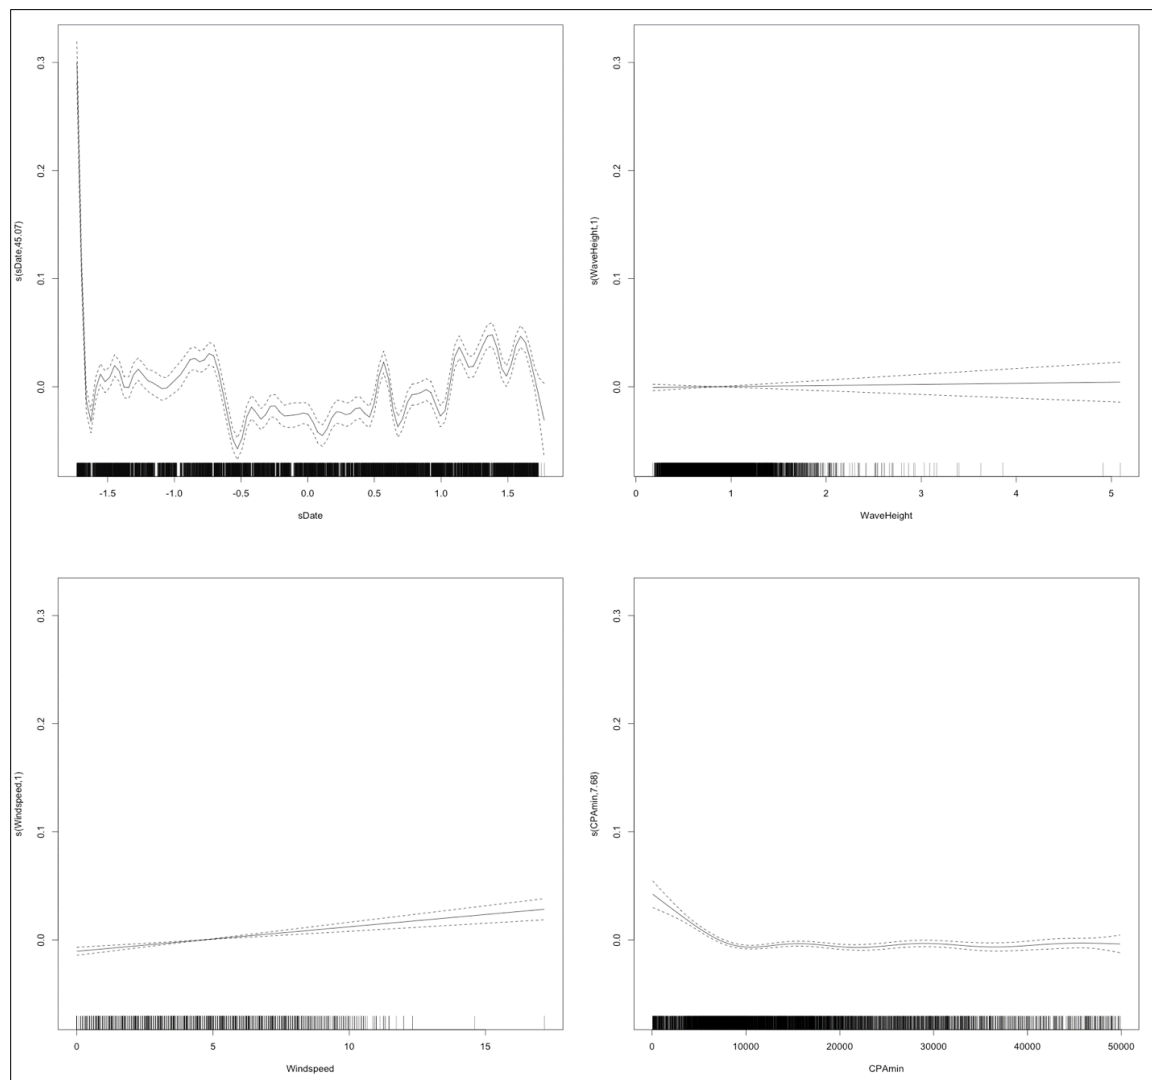 s(sDate,45.07)
0.3
0.2
0.1
0.0
-1.5 -1.0 -0.5 0.0 0.5 1.0 1.5
sDate
s(WaveHeight,1)
0.3
0.2
0.1
0.0
0 1 2 3 4 5
WaveHeight
s(Windspeed,1)
0.3
0.2
0.1
0.0
0 5 10 15
Windspeed
s(CPAmin,7.68)
0.3
0.2
0.1
0.0
0 10000 20000 30000 40000 50000
CPAmin